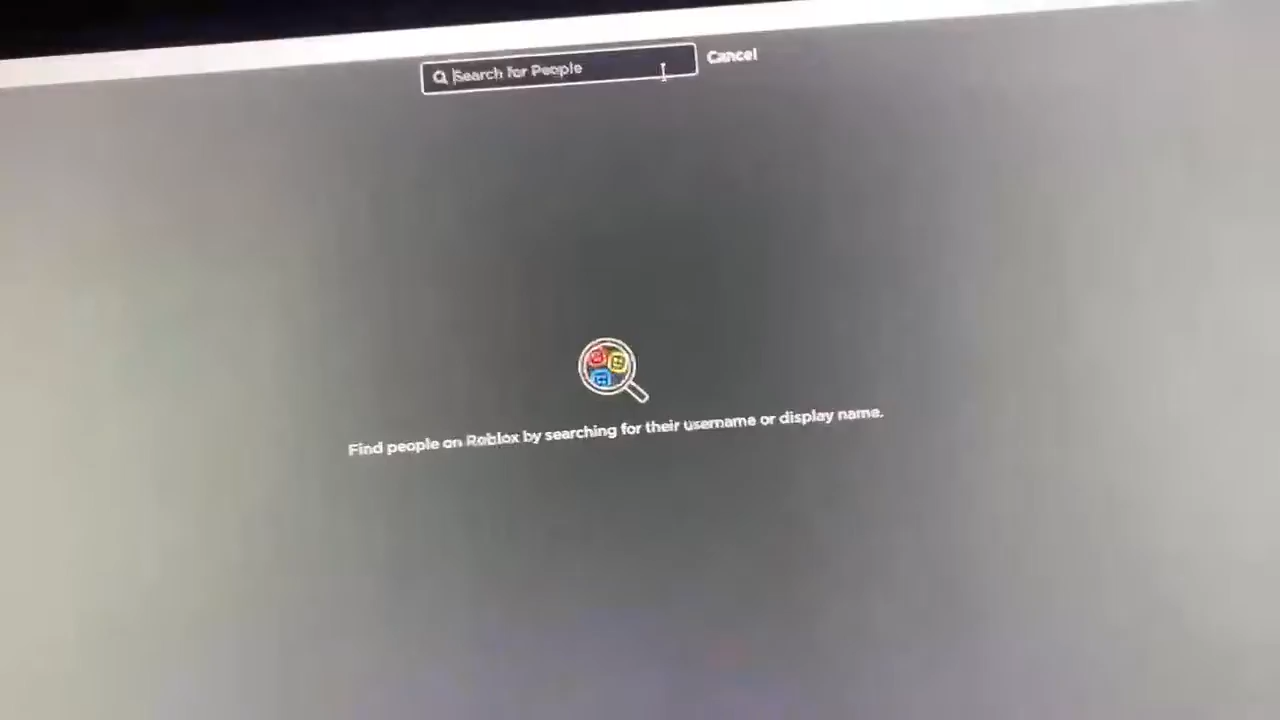 Search for People
Cancel
Find people on Roblox by searching for their username or display name.